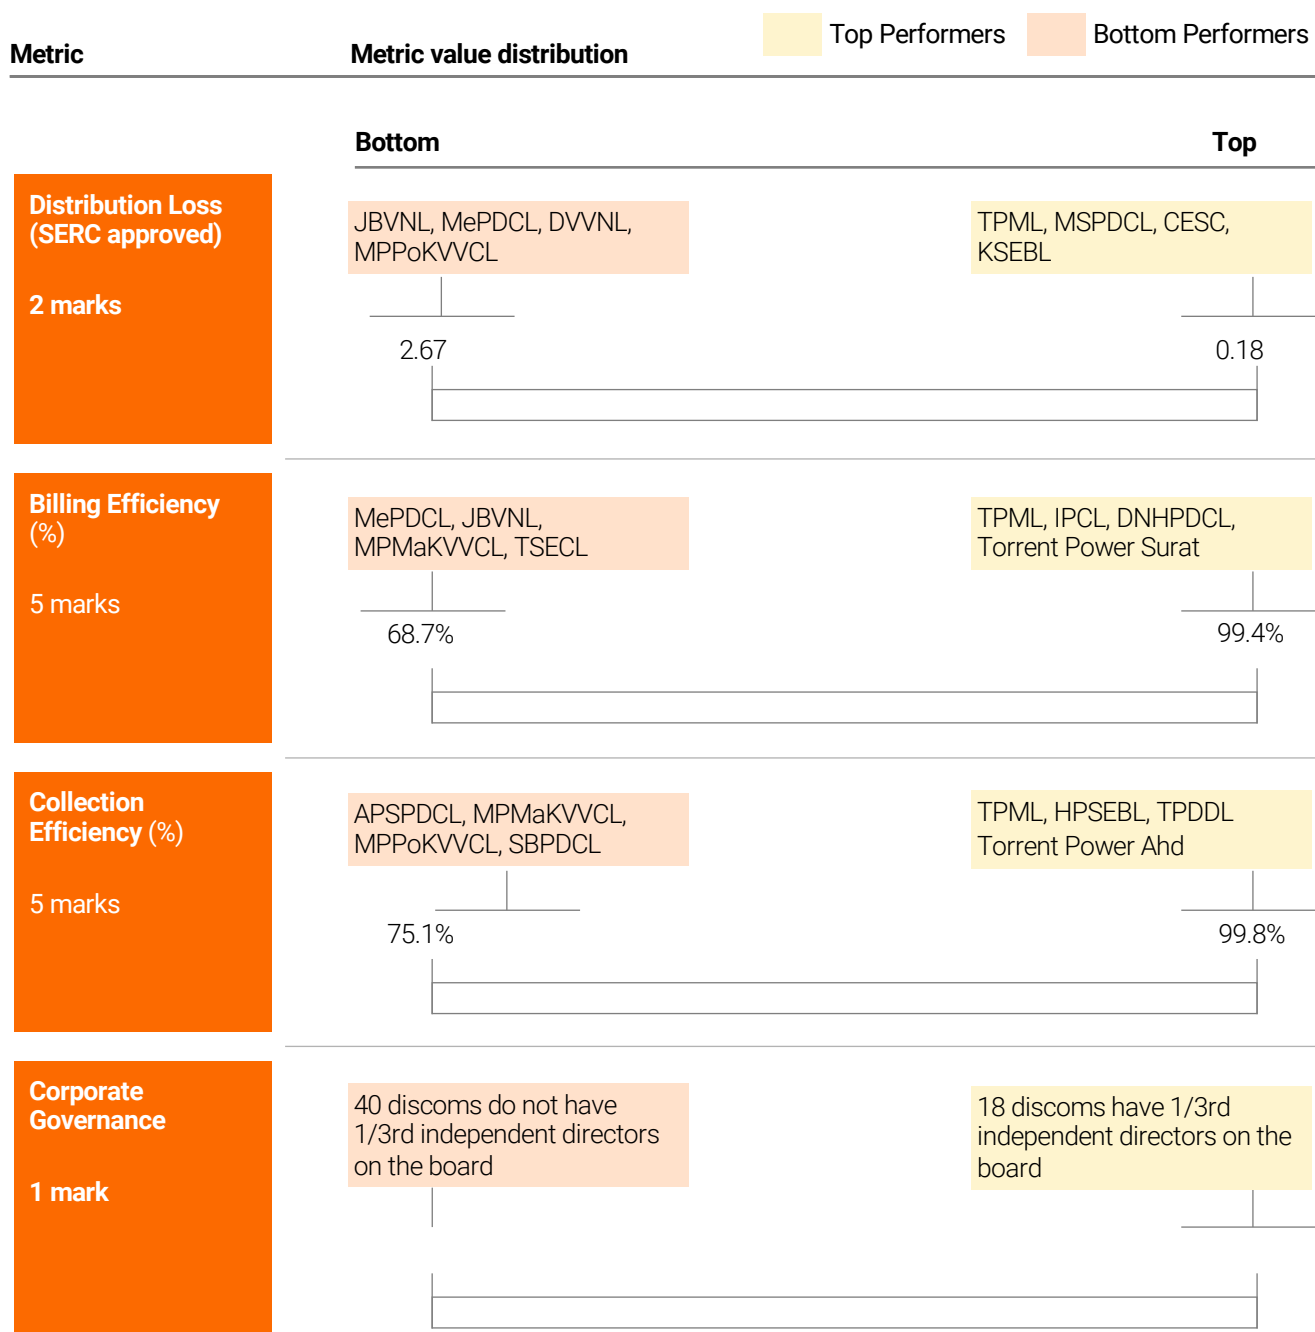 Top Performers
Bottom Performers
Metric
Metric value distribution
Bottom
Top
Distribution Loss
(SERC approved)
2 marks
JBVNL, MePDCL, DVVNL,
MPPoKVVCL
TPML, MSPDCL, CESC,
KSEBL
2.67
0.18
Billing Efficiency
(%)
5 marks
MePDCL, JBVNL,
MPMaKVVCL, TSECL
TPML, IPCL, DNHPDCL,
Torrent Power Surat
68.7%
99.4%
Collection
Efficiency (%)
5 marks
APSPDCL, MPMaKVVCL,
MPPoKVVCL, SBPDCL
TPML, HPSEBL, TPDDL
Torrent Power Ahd
75.1%
99.8%
Corporate
Governance
1 mark
40 discoms do not have
1/3rd independent directors
on the board
18 discoms have 1/3rd
independent directors on the
board